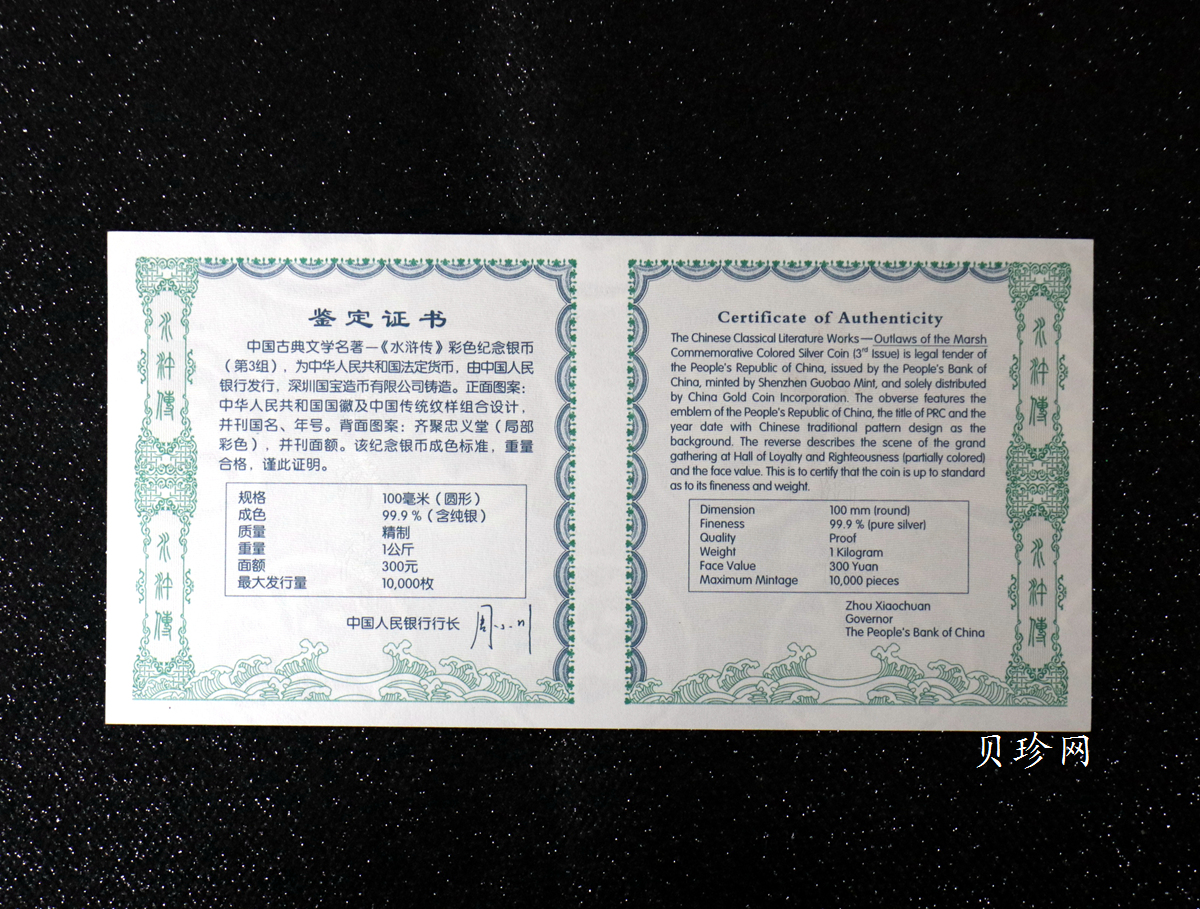 鉴定证书
中国古典文学名著—《水浒传》彩色纪念银币
（第3组），为中华人民共和国法定货币，由中国人民
银行发行，深圳国宝造币有限公司铸造。正面图案：
中华人民共和国国徽及中国传统纹样组合设计，
并刊国名、年号。背面图案：齐聚忠义堂（局部
彩色），并刊面额。该纪念银币成色标准，重量
合格，谨此证明。
规格 100毫米（圆形）
成色 99.9％（含纯银）
质量 精制
重量 1公斤
面额 300元
最大发行量 10,000枚
中国人民银行行长 周小川
水浒傳
水浒傳
Certificate of Authenticity
The Chinese Classical Literature Works—Outlaws of the Marsh
Commemorative Colored Silver Coin (3rd Issue) is legal tender of
the People's Republic of China, issued by the People's Bank of
China, minted by Shenzhen Guobao Mint, and solely distributed
by China Gold Coin Incorporation. The obverse features the
emblem of the People's Republic of China, the title of PRC and the
year date with Chinese traditional pattern design as the
background. The reverse describes the scene of the grand
gathering at Hall of Loyalty and Righteousness (partially colored)
and the face value. This is to certify that the coin is up to standard
as to its fineness and weight.
Dimension 100 mm (round)
Fineness 99.9 % (pure silver)
Quality Proof
Weight 1 Kilogram
Face Value 300 Yuan
Maximum Mintage 10,000 pieces
Zhou Xiaochuan
Governor
The People's Bank of China
水浒傳
水浒傳
贝珍网